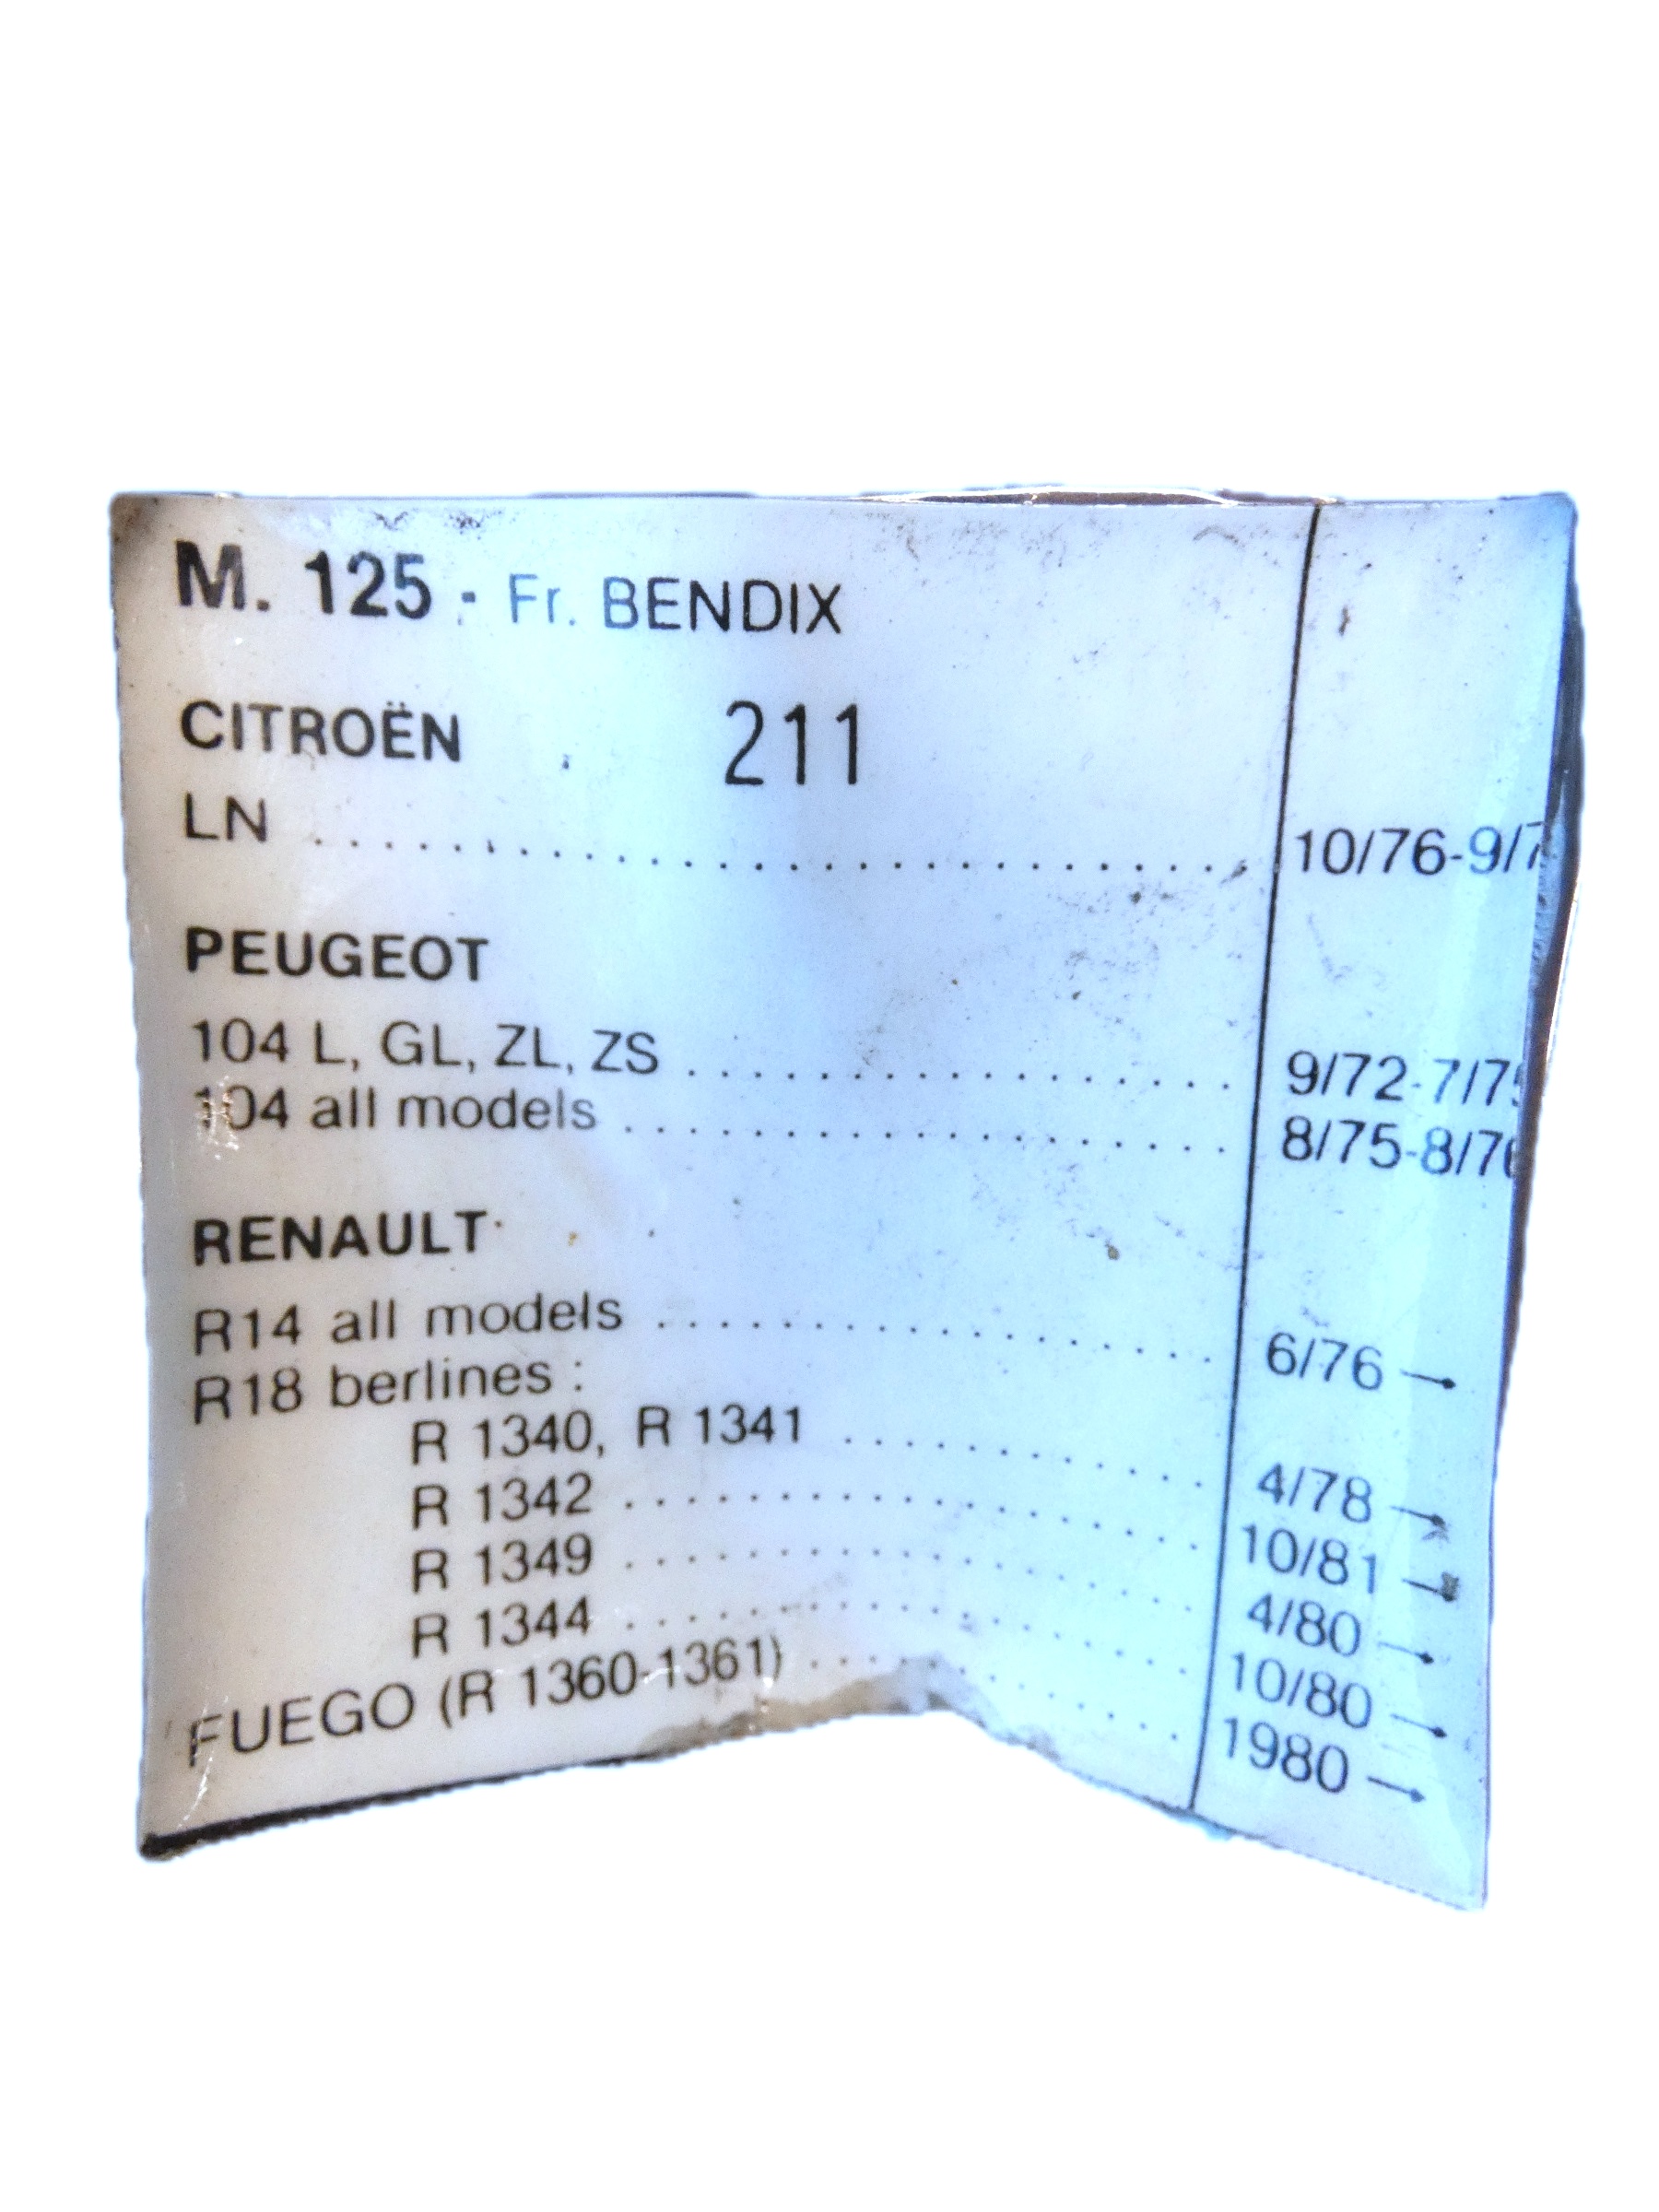 M. 125 - Fr. BENDIX
CITROËN 211
LN .............................. 10/76-9/7
PEUGEOT
104 L, GL, ZL, ZS .................... 9/72-7/75
104 all models ...................... 8/75-8/76
RENAULT
R14 all models ..................... 6/76 →
R18 berlines :
R 1340, R 1341 .............. 4/78 →
R 1342 ...................... 10/81 →
R 1349 ...................... 4/80 →
R 1344 ...................... 10/80 →
FUEGO (R 1360-1361) .............. 1980 →